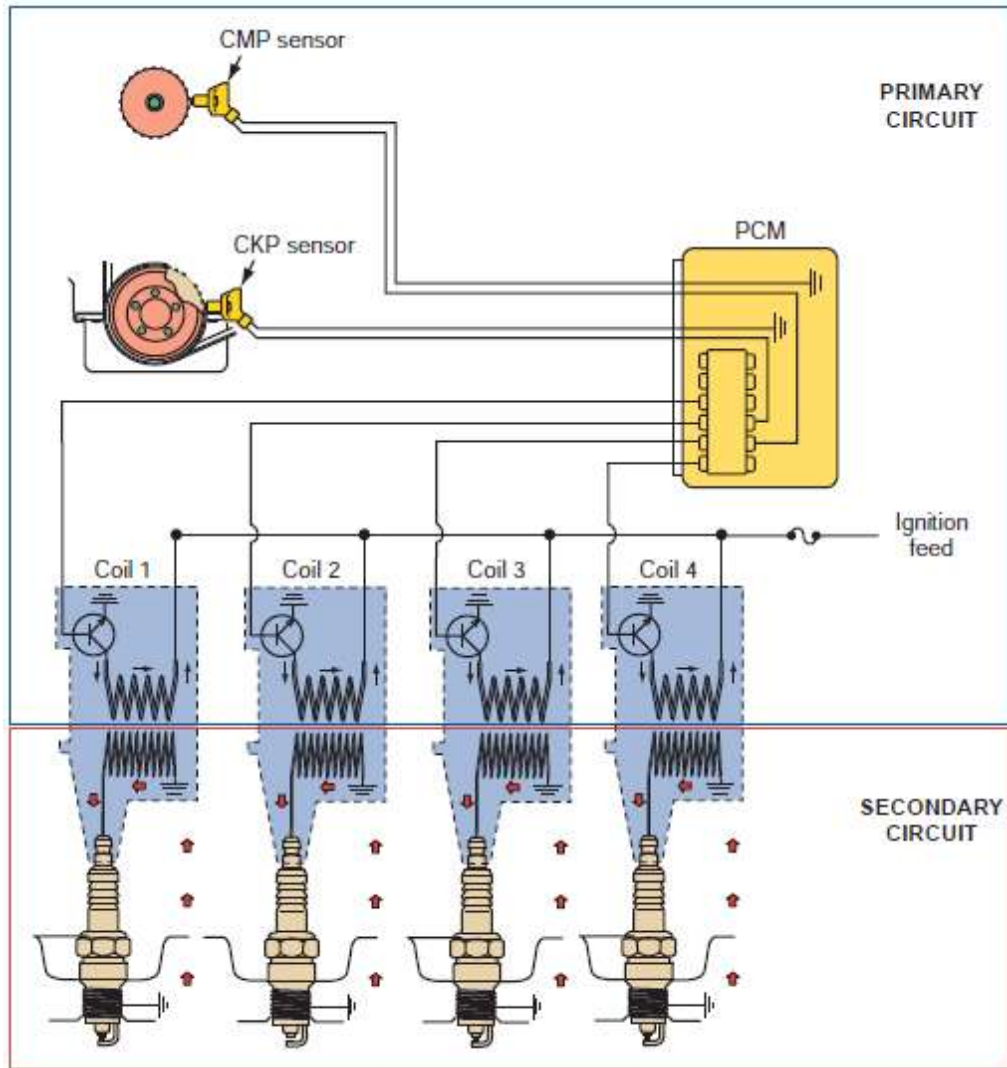 CMP sensor
PRIMARY
CIRCUIT
CKP sensor
PCM
Ignition
feed
Coil 1
Coil 2
Coil 3
Coil 4
SECONDARY
CIRCUIT